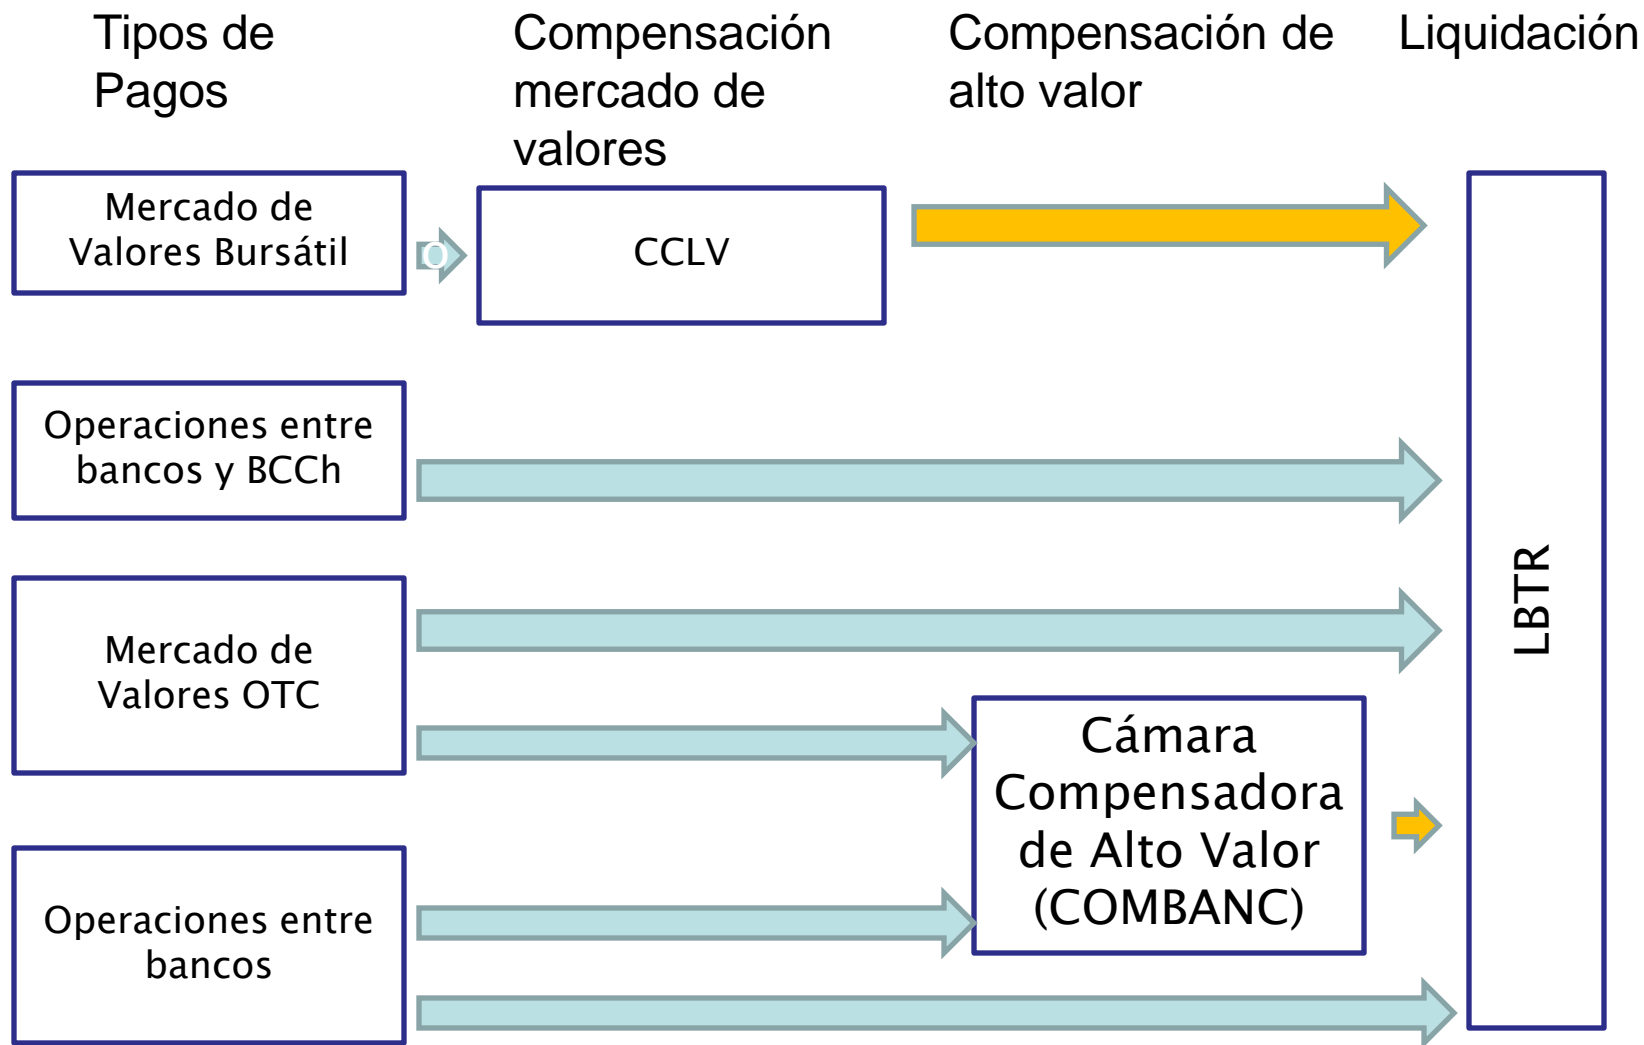 Tipos de
Pagos
Compensación
mercado de
valores
Compensación de
alto valor
Liquidación
Mercado de
Valores Bursátil
O
CCLV
Operaciones entre
bancos y BCCh
Mercado de
Valores OTC
Cámara
Compensadora
de Alto Valor
(COMBANC)
Operaciones entre
bancos
LBTR